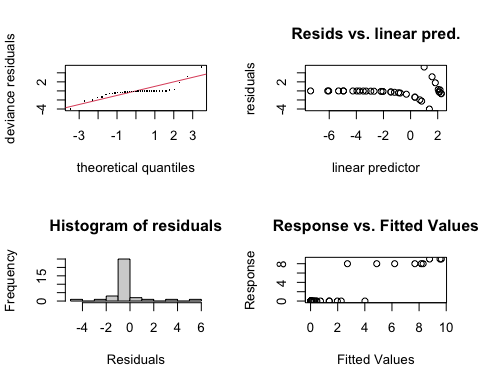 Resids vs. linear pred.
deviance residuals
2
-4
-3
-1
0
1
2
3
theoretical quantiles
residuals
2
-4
-6
-4
-2
0
2
linear predictor
Histogram of residuals
Frequency
15
0
-4
-2
0
2
4
6
Residuals
Response vs. Fitted Values
Response
8
4
0
0
2
4
6
8
10
Fitted Values